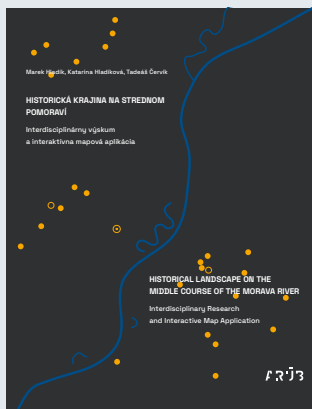 Marek Hladík, Katarína Hladíková, Tadeáš Červík
HISTORICKÁ KRAJINA NA STREDNOM
POMORAVÍ
Interdisciplinárny výskum
a interaktívna mapová aplikácia
HISTORICAL LANDSCAPE ON THE
MIDDLE COURSE OF THE MORAVA RIVER
Interdisciplinary Research
and Interactive Map Application
ARÚB